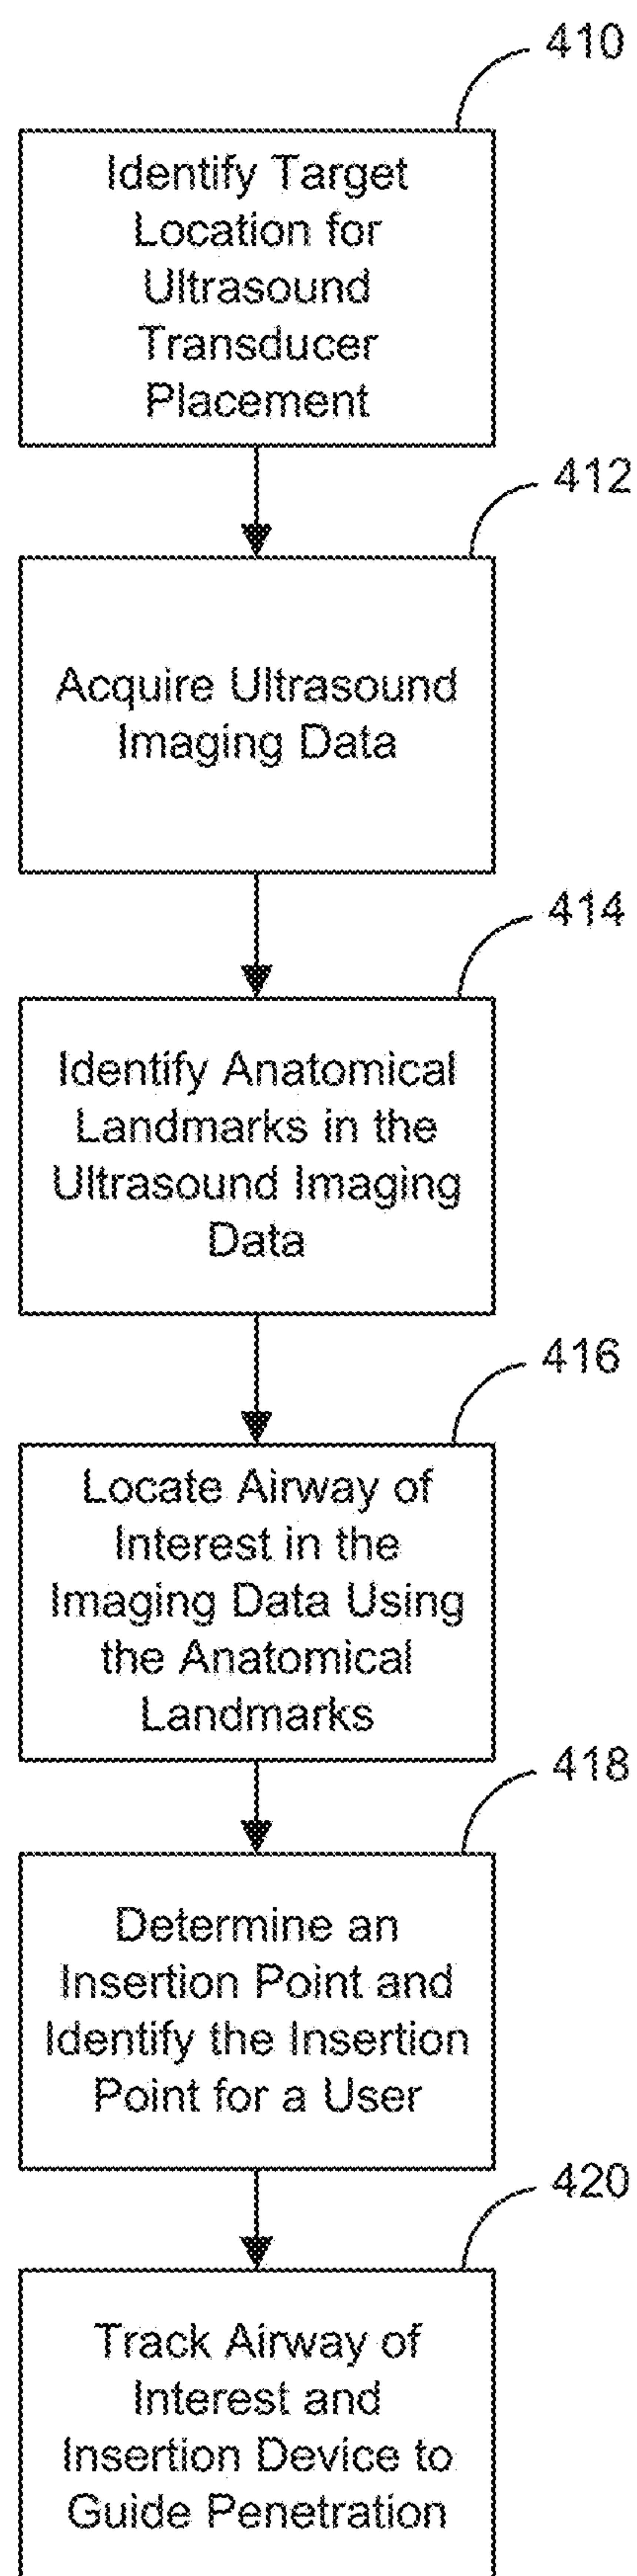 410
Identify Target
Location for
Ultrasound
Transducer
Placement
412
Acquire Ultrasound
Imaging Data
414
Identify Anatomical
Landmarks in the
Ultrasound Imaging
Data
416
Locate Airway of
Interest in the
Imaging Data Using
the Anatomical
Landmarks
418
Determine an
Insertion Point and
Identify the Insertion
Point for a User
420
Track Airway of
Interest and
Insertion Device to
Guide Penetration